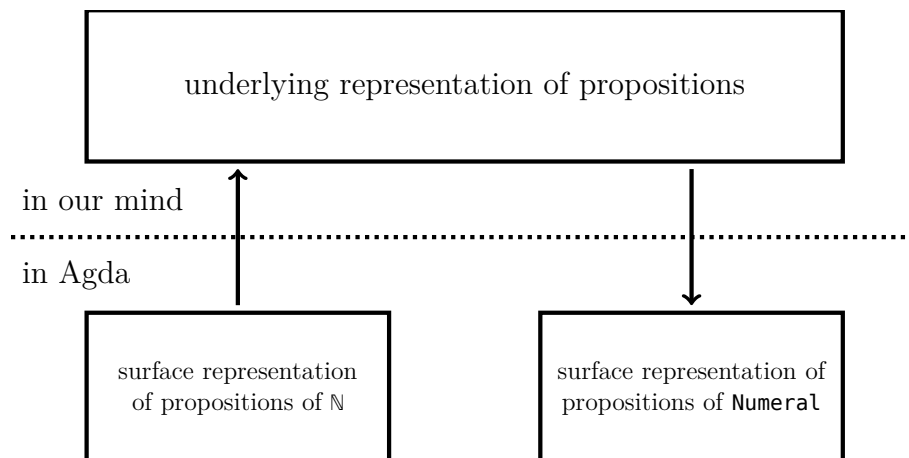 underlying representation of propositions
in our mind
in Agda
surface representation
of propositions of ℕ
surface representation of
propositions of Numeral